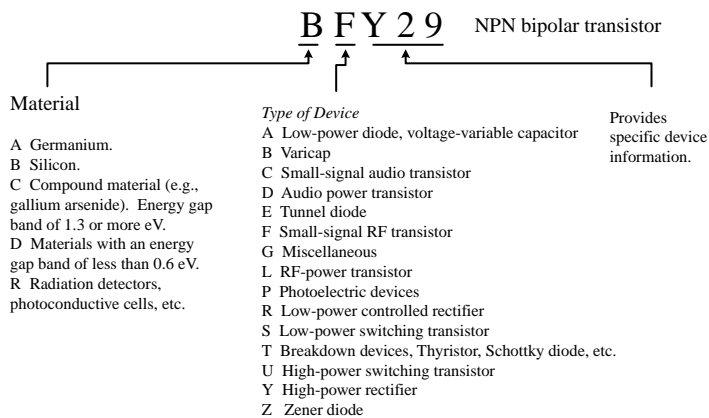 B F Y 2 9 NPN bipolar transistor
Material
A Germanium.
B Silicon.
C Compound material (e.g.,
gallium arsenide). Energy gap
band of 1.3 or more eV.
D Materials with an energy
gap band of less than 0.6 eV.
R Radiation detectors,
photoconductive cells, etc.
Type of Device
A Low-power diode, voltage-variable capacitor
B Varicap
C Small-signal audio transistor
D Audio power transistor
E Tunnel diode
F Small-signal RF transistor
G Miscellaneous
L RF-power transistor
P Photoelectric devices
R Low-power controlled rectifier
S Low-power switching transistor
T Breakdown devices, Thyristor, Schottky diode, etc.
U High-power switching transistor
Y High-power rectifier
Z Zener diode
Provides
specific device
information.